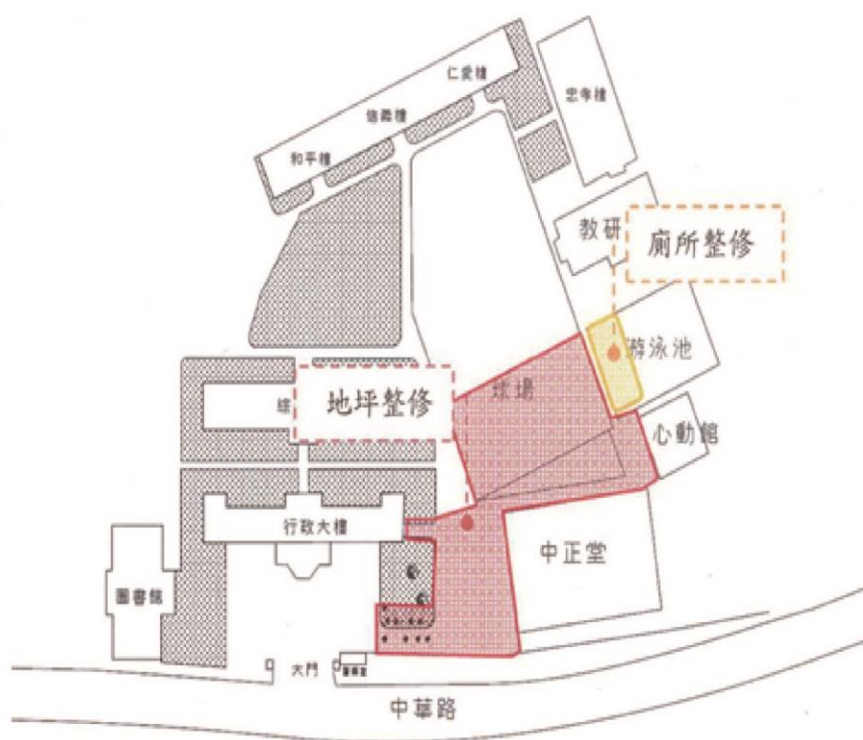 仁愛樓
忠孝樓
信義樓
和平樓
教研
廁所整修
游泳池
球場
綜
地坪整修
心動館
行政大樓
中正堂
圖書館
大門
中華路